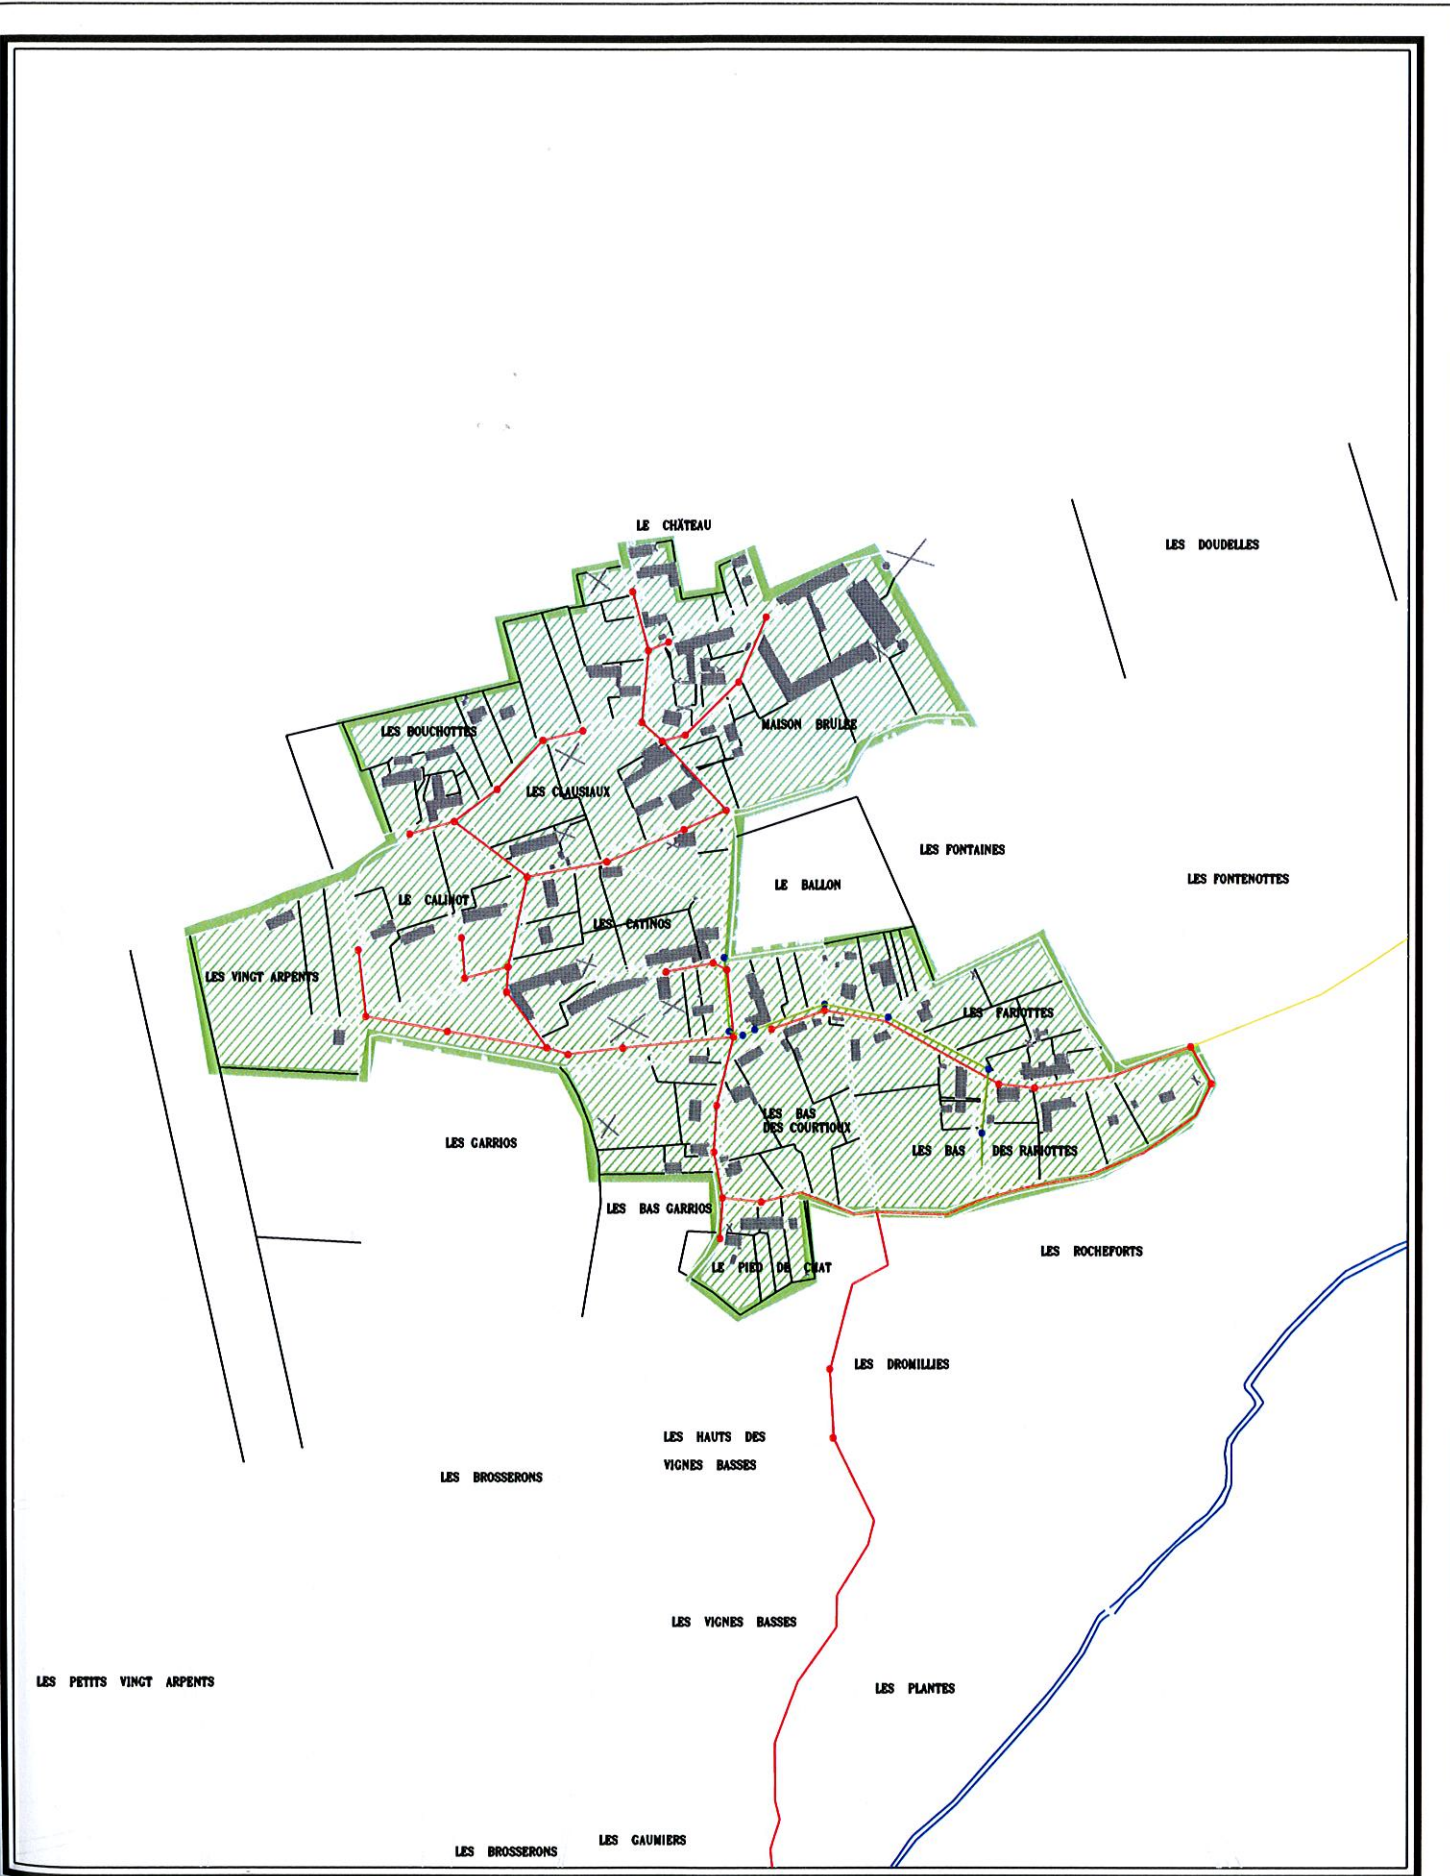 LE CHÂTEAU
LES DOUDELLES
LES BOUCHOTTES
MAISON BRULEE
LES CLAUSIAUX
LES FONTAINES
LE BALLON
LES FONTENOTTES
LE CALINOT
LES CATINOS
LES VINGT ARPENTS
LES FARIOTTES
LES BAS
DES COURTIOUX
LES GARRIOS
LES BAS DES RARIOTTES
LES BAS GARRIOS
LES ROCHEFORTS
LE PIED DE CHAT
LES DROMILLIES
LES HAUTS DES
VIGNES BASSES
LES BROSSERONS
LES VIGNES BASSES
LES PETITS VINGT ARPENTS
LES PLANTES
LES GAUMIERS
LES BROSSERONS